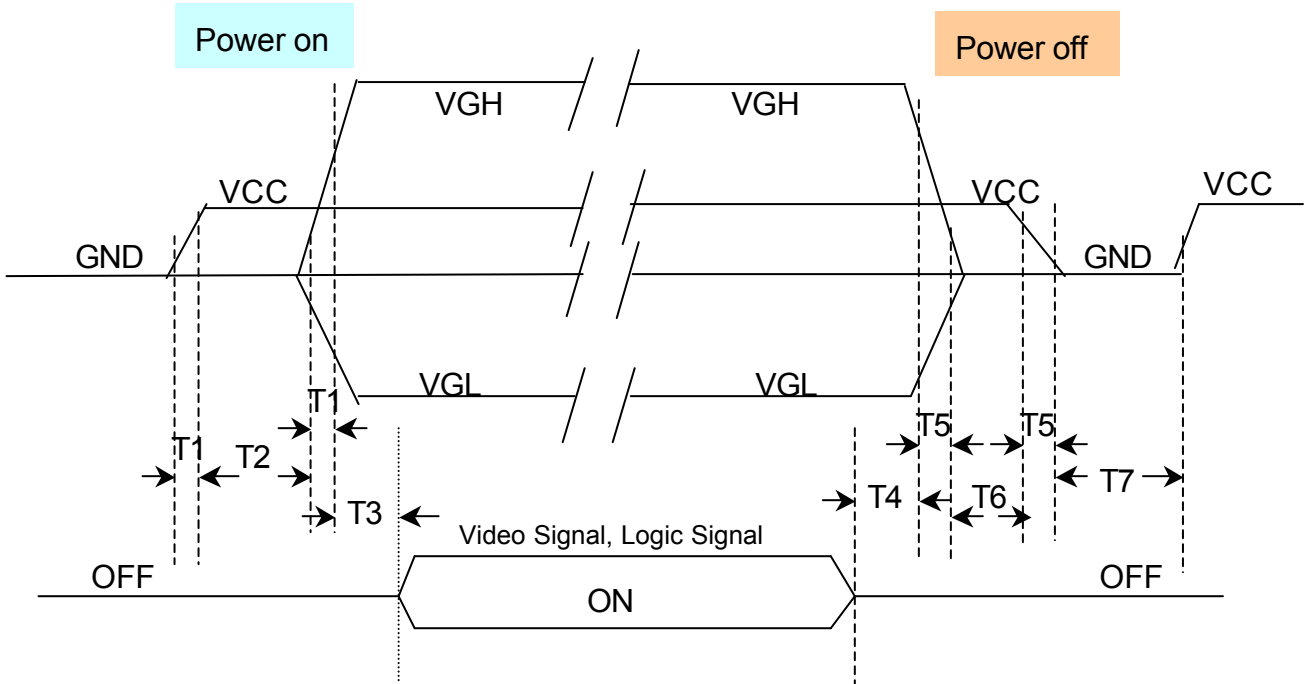 Power on
Power off
VGH
VGH
VCC
VCC
VCC
GND
GND
VGL
VGL
T1
T1
T2
T5
T5
T3
T4
T6
T7
Video Signal, Logic Signal
OFF
ON
OFF